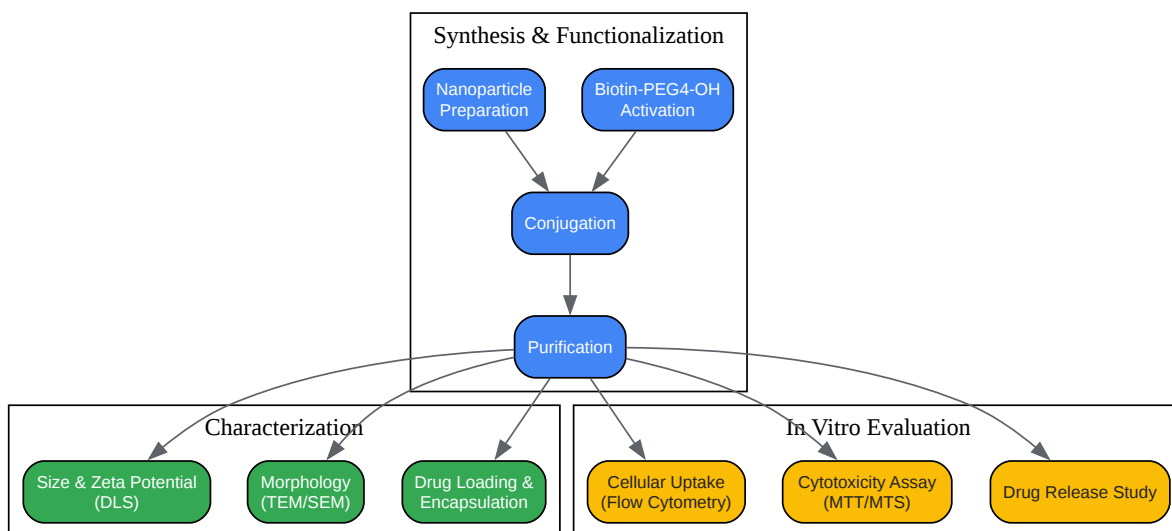 Synthesis & Functionalization
Nanoparticle
Preparation
Biotin-PEG4-OH
Activation
Conjugation
Purification
Characterization
In Vitro Evaluation
Size & Zeta Potential
(DLS)
Morphology
(TEM/SEM)
Drug Loading &
Encapsulation
Cellular Uptake
(Flow Cytometry)
Cytotoxicity Assay
(MTT/MTS)
Drug Release Study